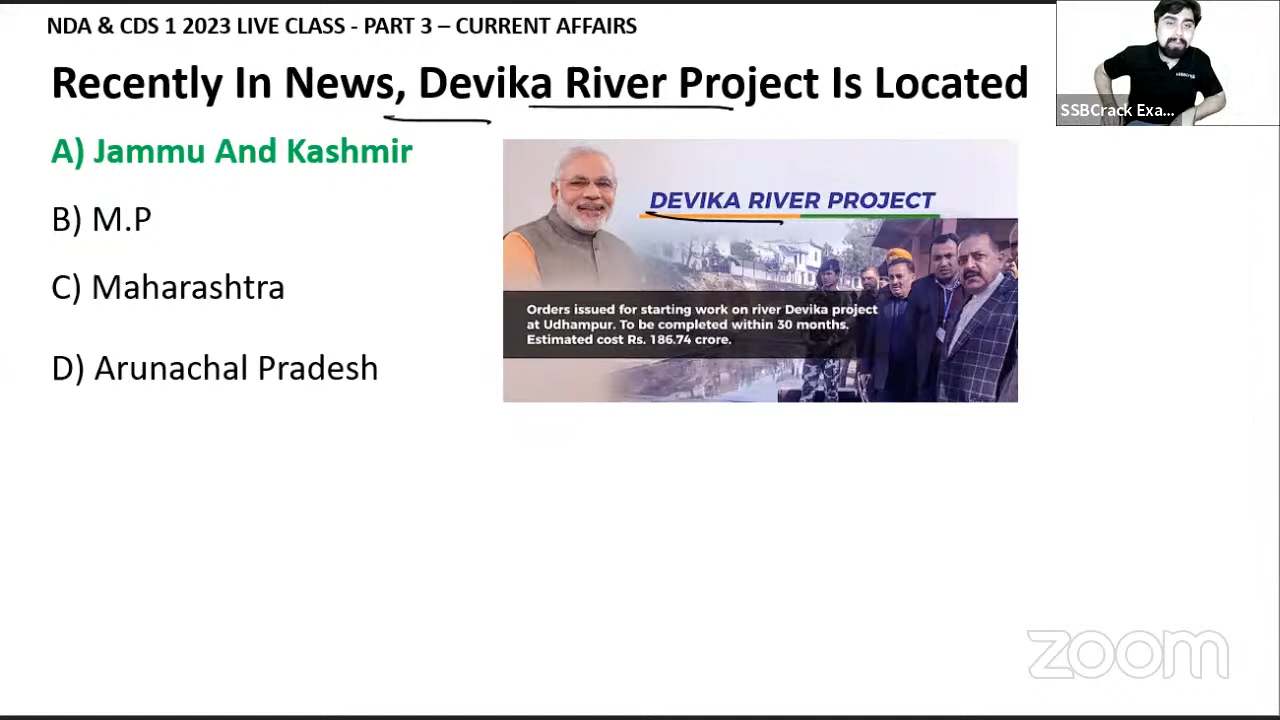 NDA & CDS 1 2023 LIVE CLASS - PART 3 – CURRENT AFFAIRS
Recently In News, Devika River Project Is Located
SSBCrack Exa...
A) Jammu And Kashmir
B) M.P
C) Maharashtra
D) Arunachal Pradesh
DEVIKA RIVER PROJECT
Orders issued for starting work on river Devika project
at Udhampur. To be completed within 30 months.
Estimated cost Rs. 186.74 crore.
zoom